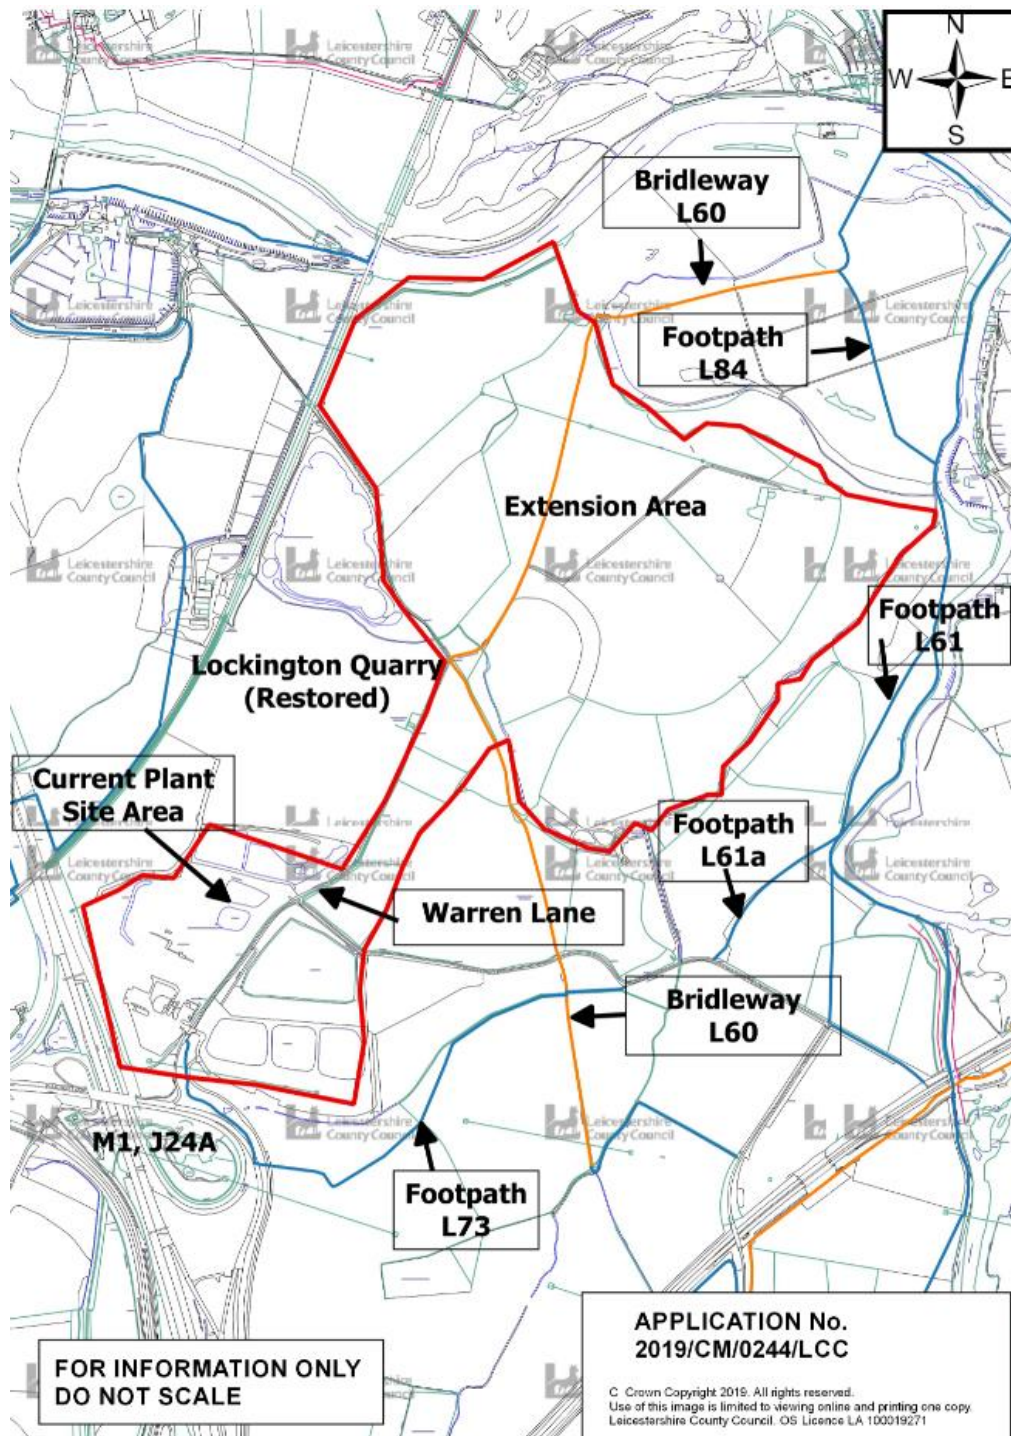 N
W E
S
Bridleway
L60
Footpath
L84
Extension Area
Footpath
L61
Lockington Quarry
(Restored)
Current Plant
Site Area
Footpath
L61a
Warren Lane
Bridleway
L60
M1, J24A
Footpath
L73
FOR INFORMATION ONLY
DO NOT SCALE
APPLICATION No.
2019/CM/0244/LCC
C Crown Copyright 2019. All rights reserved.
Use of this image is limited to viewing online and printing one copy.
Leicestershire County Council. OS Licence LA 100019271
Leicestershire
County Council